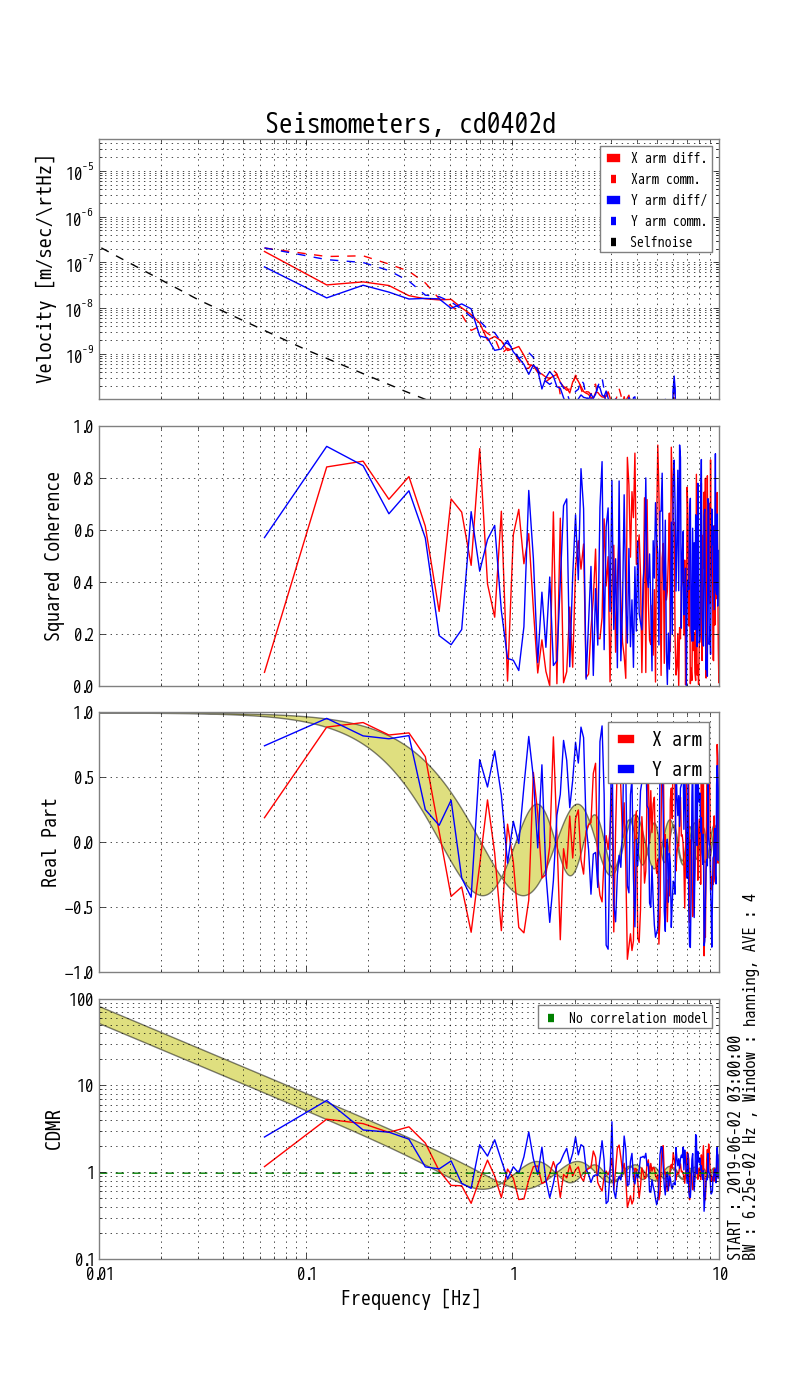 Seismometers, cd0402d
Velocity [m/sec/\rtHz]
10^-5
10^-6
10^-7
10^-8
10^-9
X arm diff.
Xarm comm.
Y arm diff/
Y arm comm.
Selfnoise
Squared Coherence
1.0
0.8
0.6
0.4
0.2
0.0
Real Part
1.0
0.5
0.0
−0.5
−1.0
X arm
Y arm
CDMR
100
10
1
0.1
No correlation model
0.01
0.1
1
10
Frequency [Hz]
START : 2019-06-02 03:00:00
BW : 6.25e-02 Hz , Window : hanning, AVE : 4